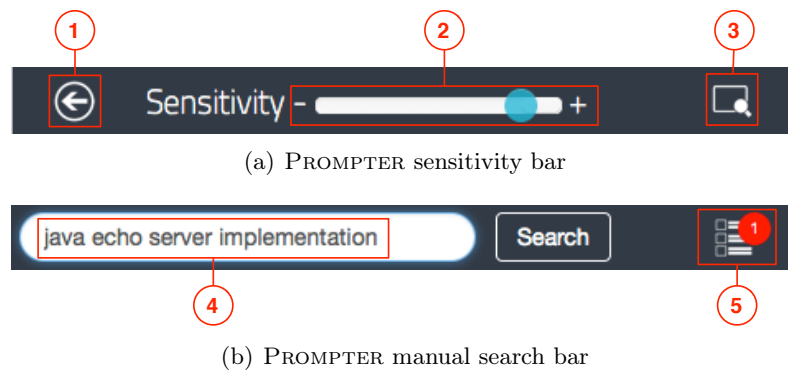 1 2 3
Sensitivity - +
(a) PROMPTER sensitivity bar
java echo server implementation Search 1
4 5
(b) PROMPTER manual search bar